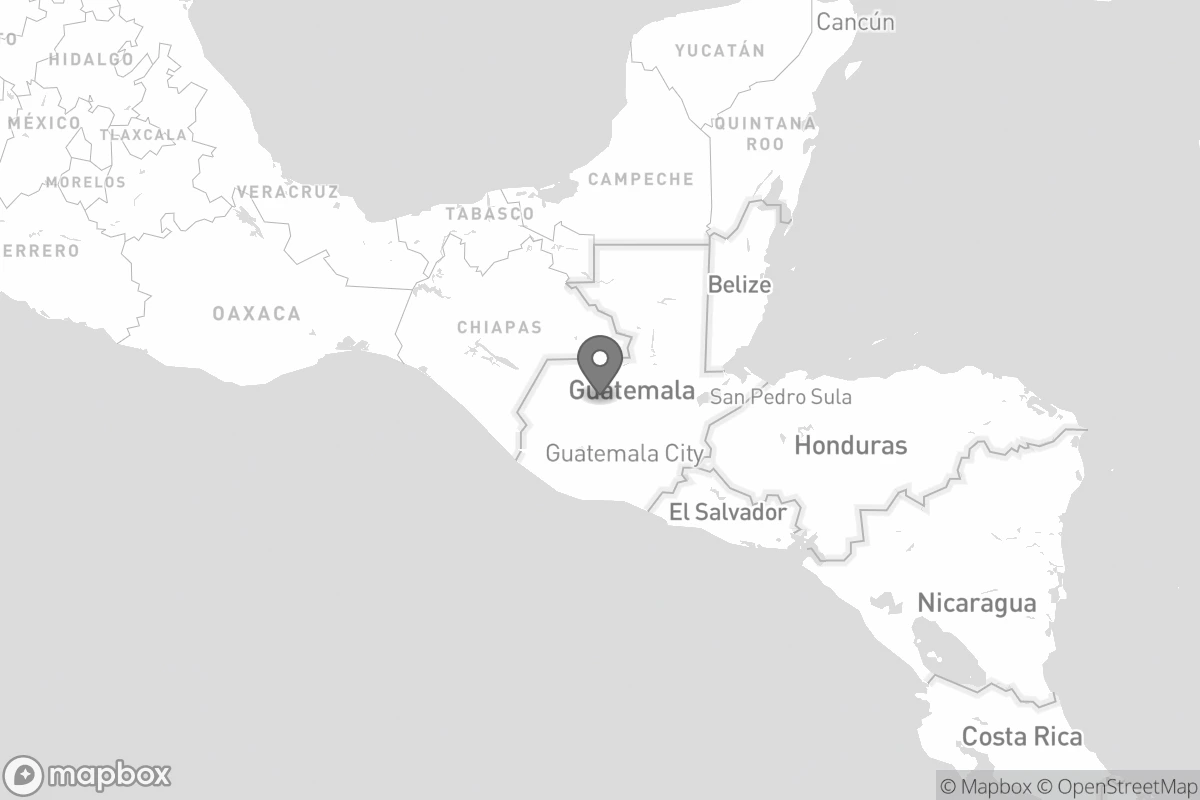 Cancún
YUCATÁN
TO
HIDALGO
MÉXICO
TLAXCALA
QUINTANA
ROO
MORELOS
VERACRUZ
CAMPECHE
TABASCO
ERRERO
Belize
OAXACA
CHIAPAS
Guatemala
San Pedro Sula
Honduras
Guatemala City
El Salvador
Nicaragua
Costa Rica
mapbox
© Mapbox © OpenStreetMap